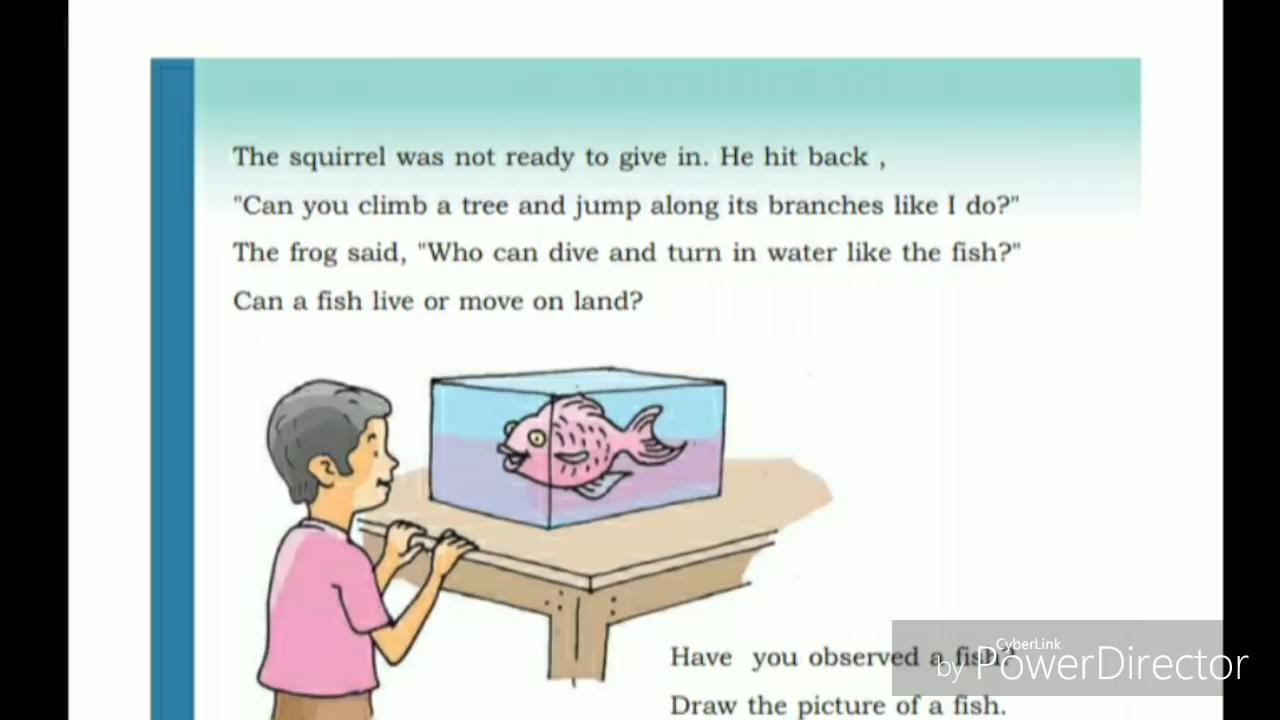 The squirrel was not ready to give in. He hit back ,
"Can you climb a tree and jump along its branches like I do?"
The frog said, "Who can dive and turn in water like the fish?"
Can a fish live or move on land?
Have you observed a fish?
Draw the picture of a fish.
CyberLink
by PowerDirector